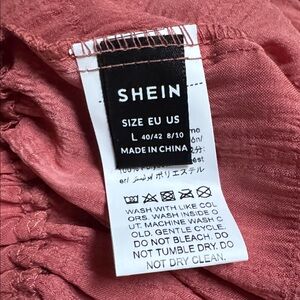 SHEIN
SIZE EU US
L 40/42 8/10
MADE IN CHINA
ポリエステル
WASH WITH LIKE COL
ORS. WASH INSIDE O
UT. MACHINE WASH C
OLD. GENTLE CYCLE.
DO NOT BLEACH. DO
NOT TUMBLE DRY. DO
NOT DRY CLEAN.